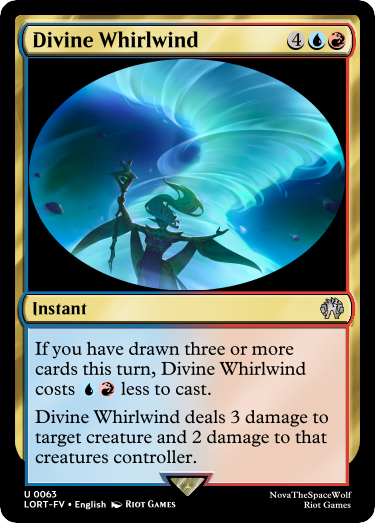 Divine Whirlwind 4
Instant
If you have drawn three or more
cards this turn, Divine Whirlwind
costs less to cast.
Divine Whirlwind deals 3 damage to
target creature and 2 damage to that
creatures controller.
U 0063
LORT-FV • English Riot Games
NovaTheSpaceWolf
Riot Games